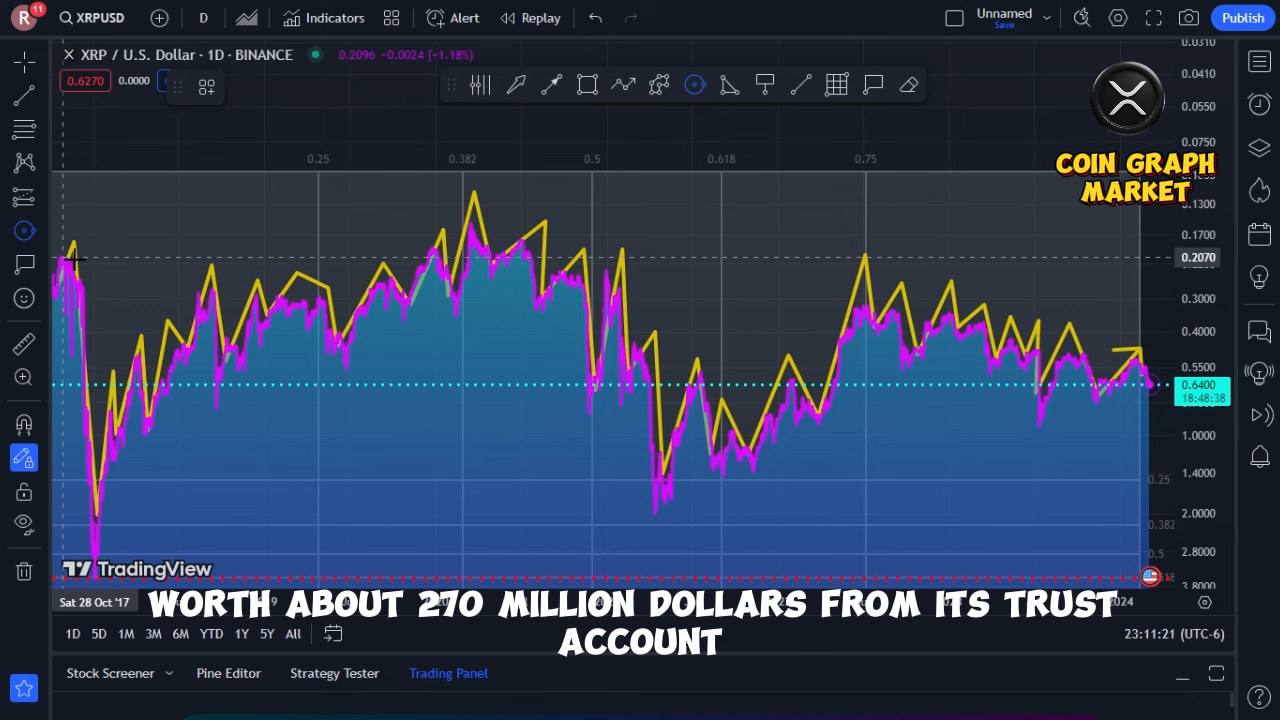 R 11 XRPUSD D Indicators Alert Replay Unnamed Save Publish
XRP / U.S. Dollar · 1D · BINANCE 0.2096 −0.0024 (−1.18%)
0.6270 0.0000
COIN GRAPH
MARKET
0.25 0.382 0.5 0.618 0.75
0.0310
0.0410
0.0550
0.0750
0.1300
0.1700
0.2070
0.3000
0.4000
0.5500
0.6400
18:48:38
1.0000
1.4000
0.25
2.0000
0.382
2.8000
0.5
3.8000
TradingView
Sat 28 Oct '17 2024
WORTH ABOUT 270 MILLION DOLLARS FROM ITS TRUST
ACCOUNT
1D 5D 1M 3M 6M YTD 1Y 5Y All 23:11:21 (UTC-6)
Stock Screener Pine Editor Strategy Tester Trading Panel